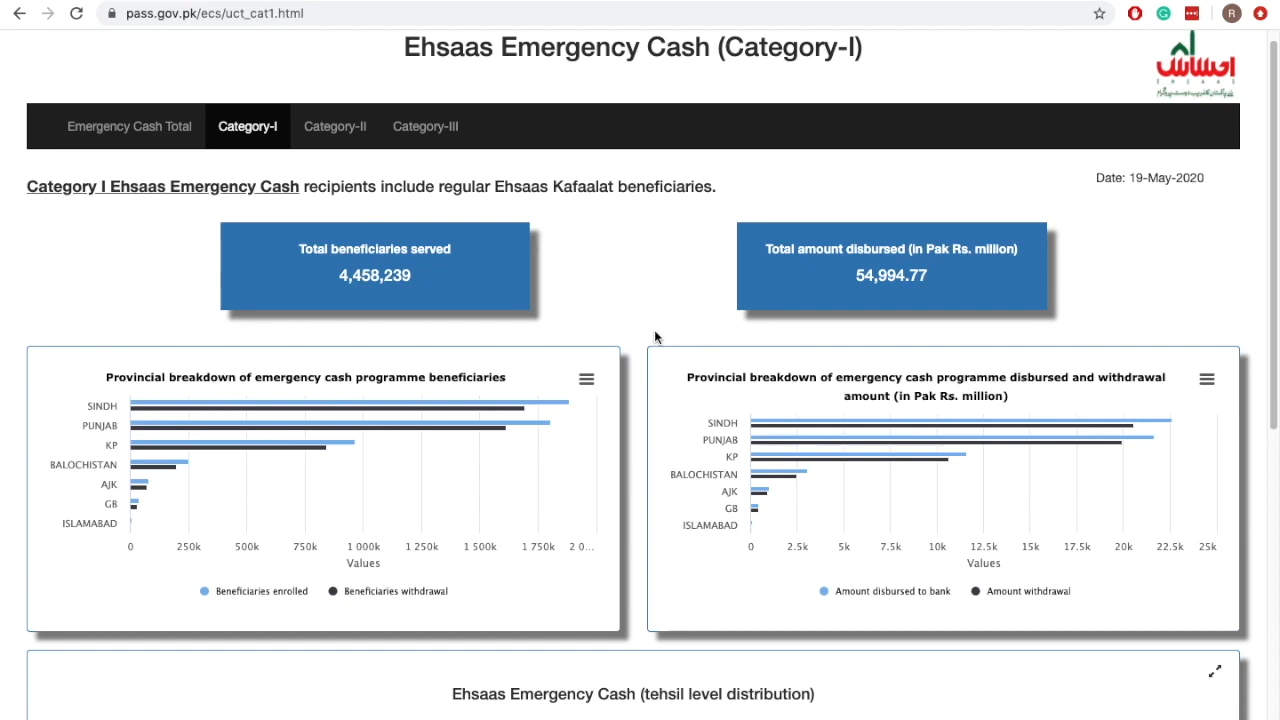 pass.gov.pk/ecs/uct_cat1.html
R
Ehsaas Emergency Cash (Category-I)
احساس
EHSAAS
Emergency Cash Total Category-I Category-II Category-III
Category I Ehsaas Emergency Cash recipients include regular Ehsaas Kafaalat beneficiaries.
Date: 19-May-2020
Total beneficiaries served
4,458,239
Total amount disbursed (in Pak Rs. million)
54,994.77
Provincial breakdown of emergency cash programme beneficiaries
SINDH
PUNJAB
KP
BALOCHISTAN
AJK
GB
ISLAMABAD
0 250k 500k 750k 1 000k 1 250k 1 500k 1 750k 2 0...
Values
Beneficiaries enrolled Beneficiaries withdrawal
Provincial breakdown of emergency cash programme disbursed and withdrawal
amount (in Pak Rs. million)
SINDH
PUNJAB
KP
BALOCHISTAN
AJK
GB
ISLAMABAD
0 2.5k 5k 7.5k 10k 12.5k 15k 17.5k 20k 22.5k 25k
Values
Amount disbursed to bank Amount withdrawal
Ehsaas Emergency Cash (tehsil level distribution)